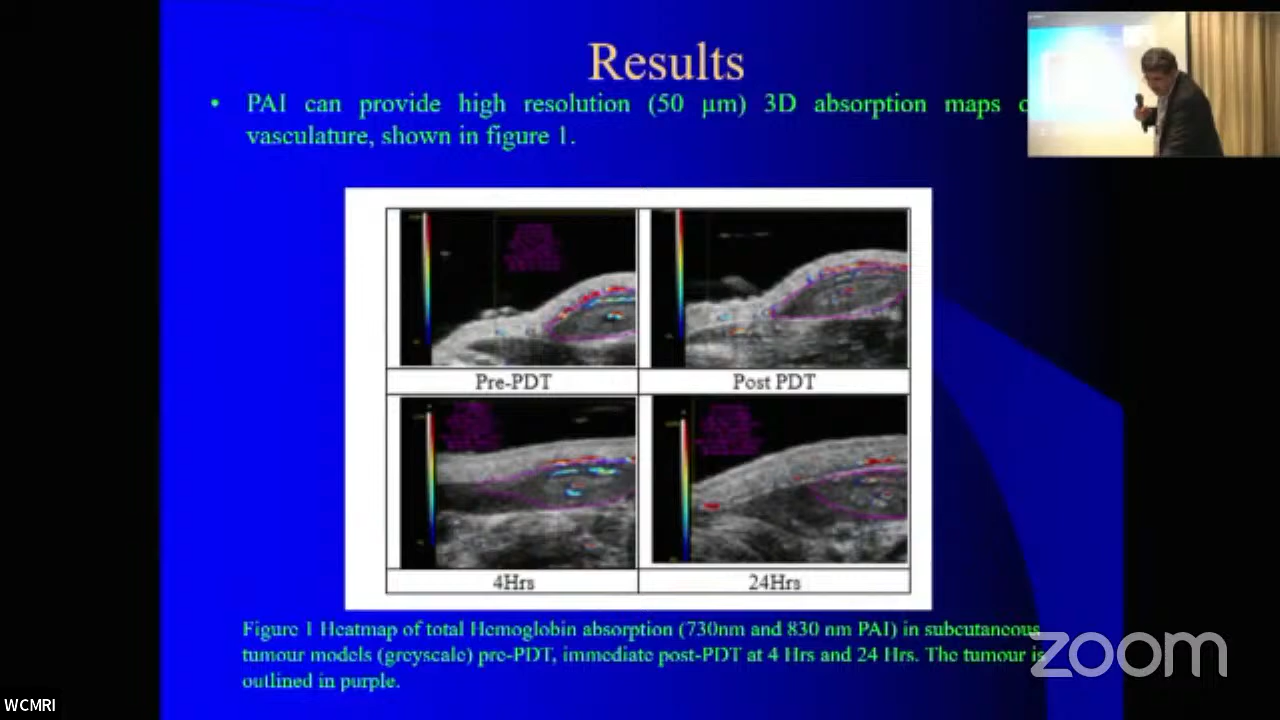 Results
• PAI can provide high resolution (50 µm) 3D absorption maps
vasculature, shown in figure 1.
Pre-PDT
Post PDT
4Hrs
24Hrs
Figure 1 Heatmap of total Hemoglobin absorption (730nm and 830 nm PAI) in subcutaneous
tumour models (greyscale) pre-PDT, immediate post-PDT at 4 Hrs and 24 Hrs. The tumour is
outlined in purple.
zoom
WCMRI